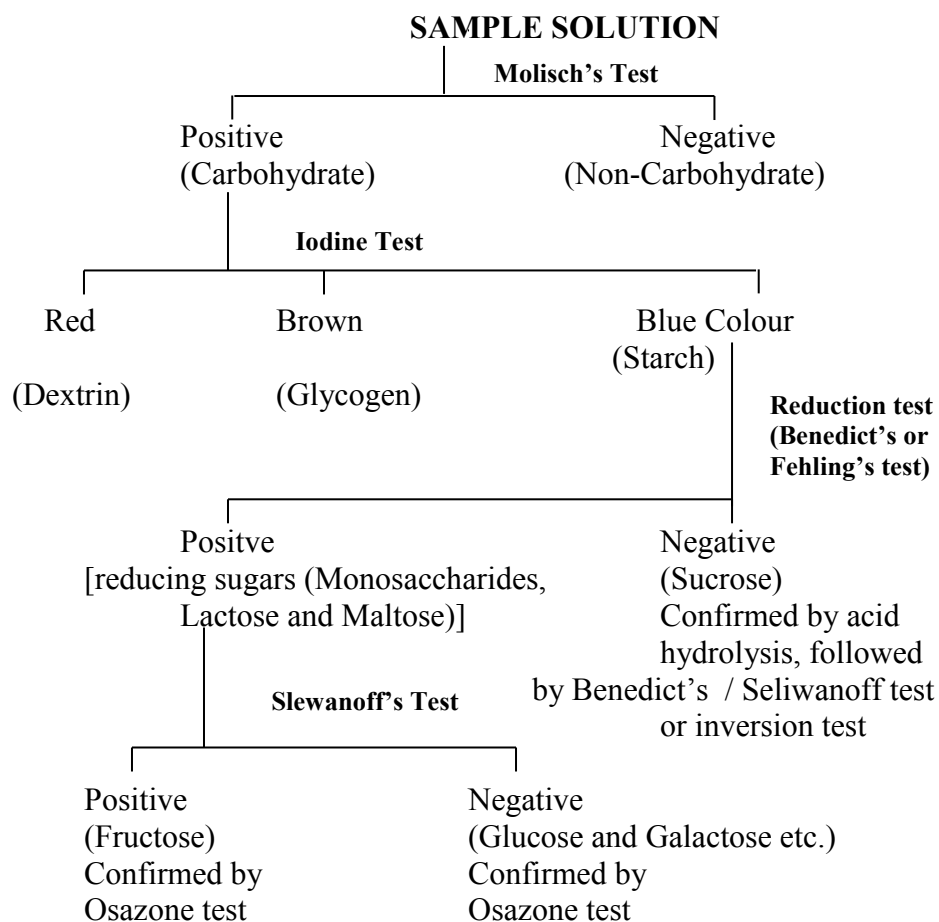 SAMPLE SOLUTION
Molisch's Test
Positive
(Carbohydrate)
Negative
(Non-Carbohydrate)
Iodine Test
Red
(Dextrin)
Brown
(Glycogen)
Blue Colour
(Starch)
Reduction test
(Benedict's or
Fehling's test)
Positve
[reducing sugars (Monosaccharides,
Lactose and Maltose)]
Negative
(Sucrose)
Confirmed by acid
hydrolysis, followed
by Benedict's / Seliwanoff test
or inversion test
Slewanoff's Test
Positive
(Fructose)
Confirmed by
Osazone test
Negative
(Glucose and Galactose etc.)
Confirmed by
Osazone test